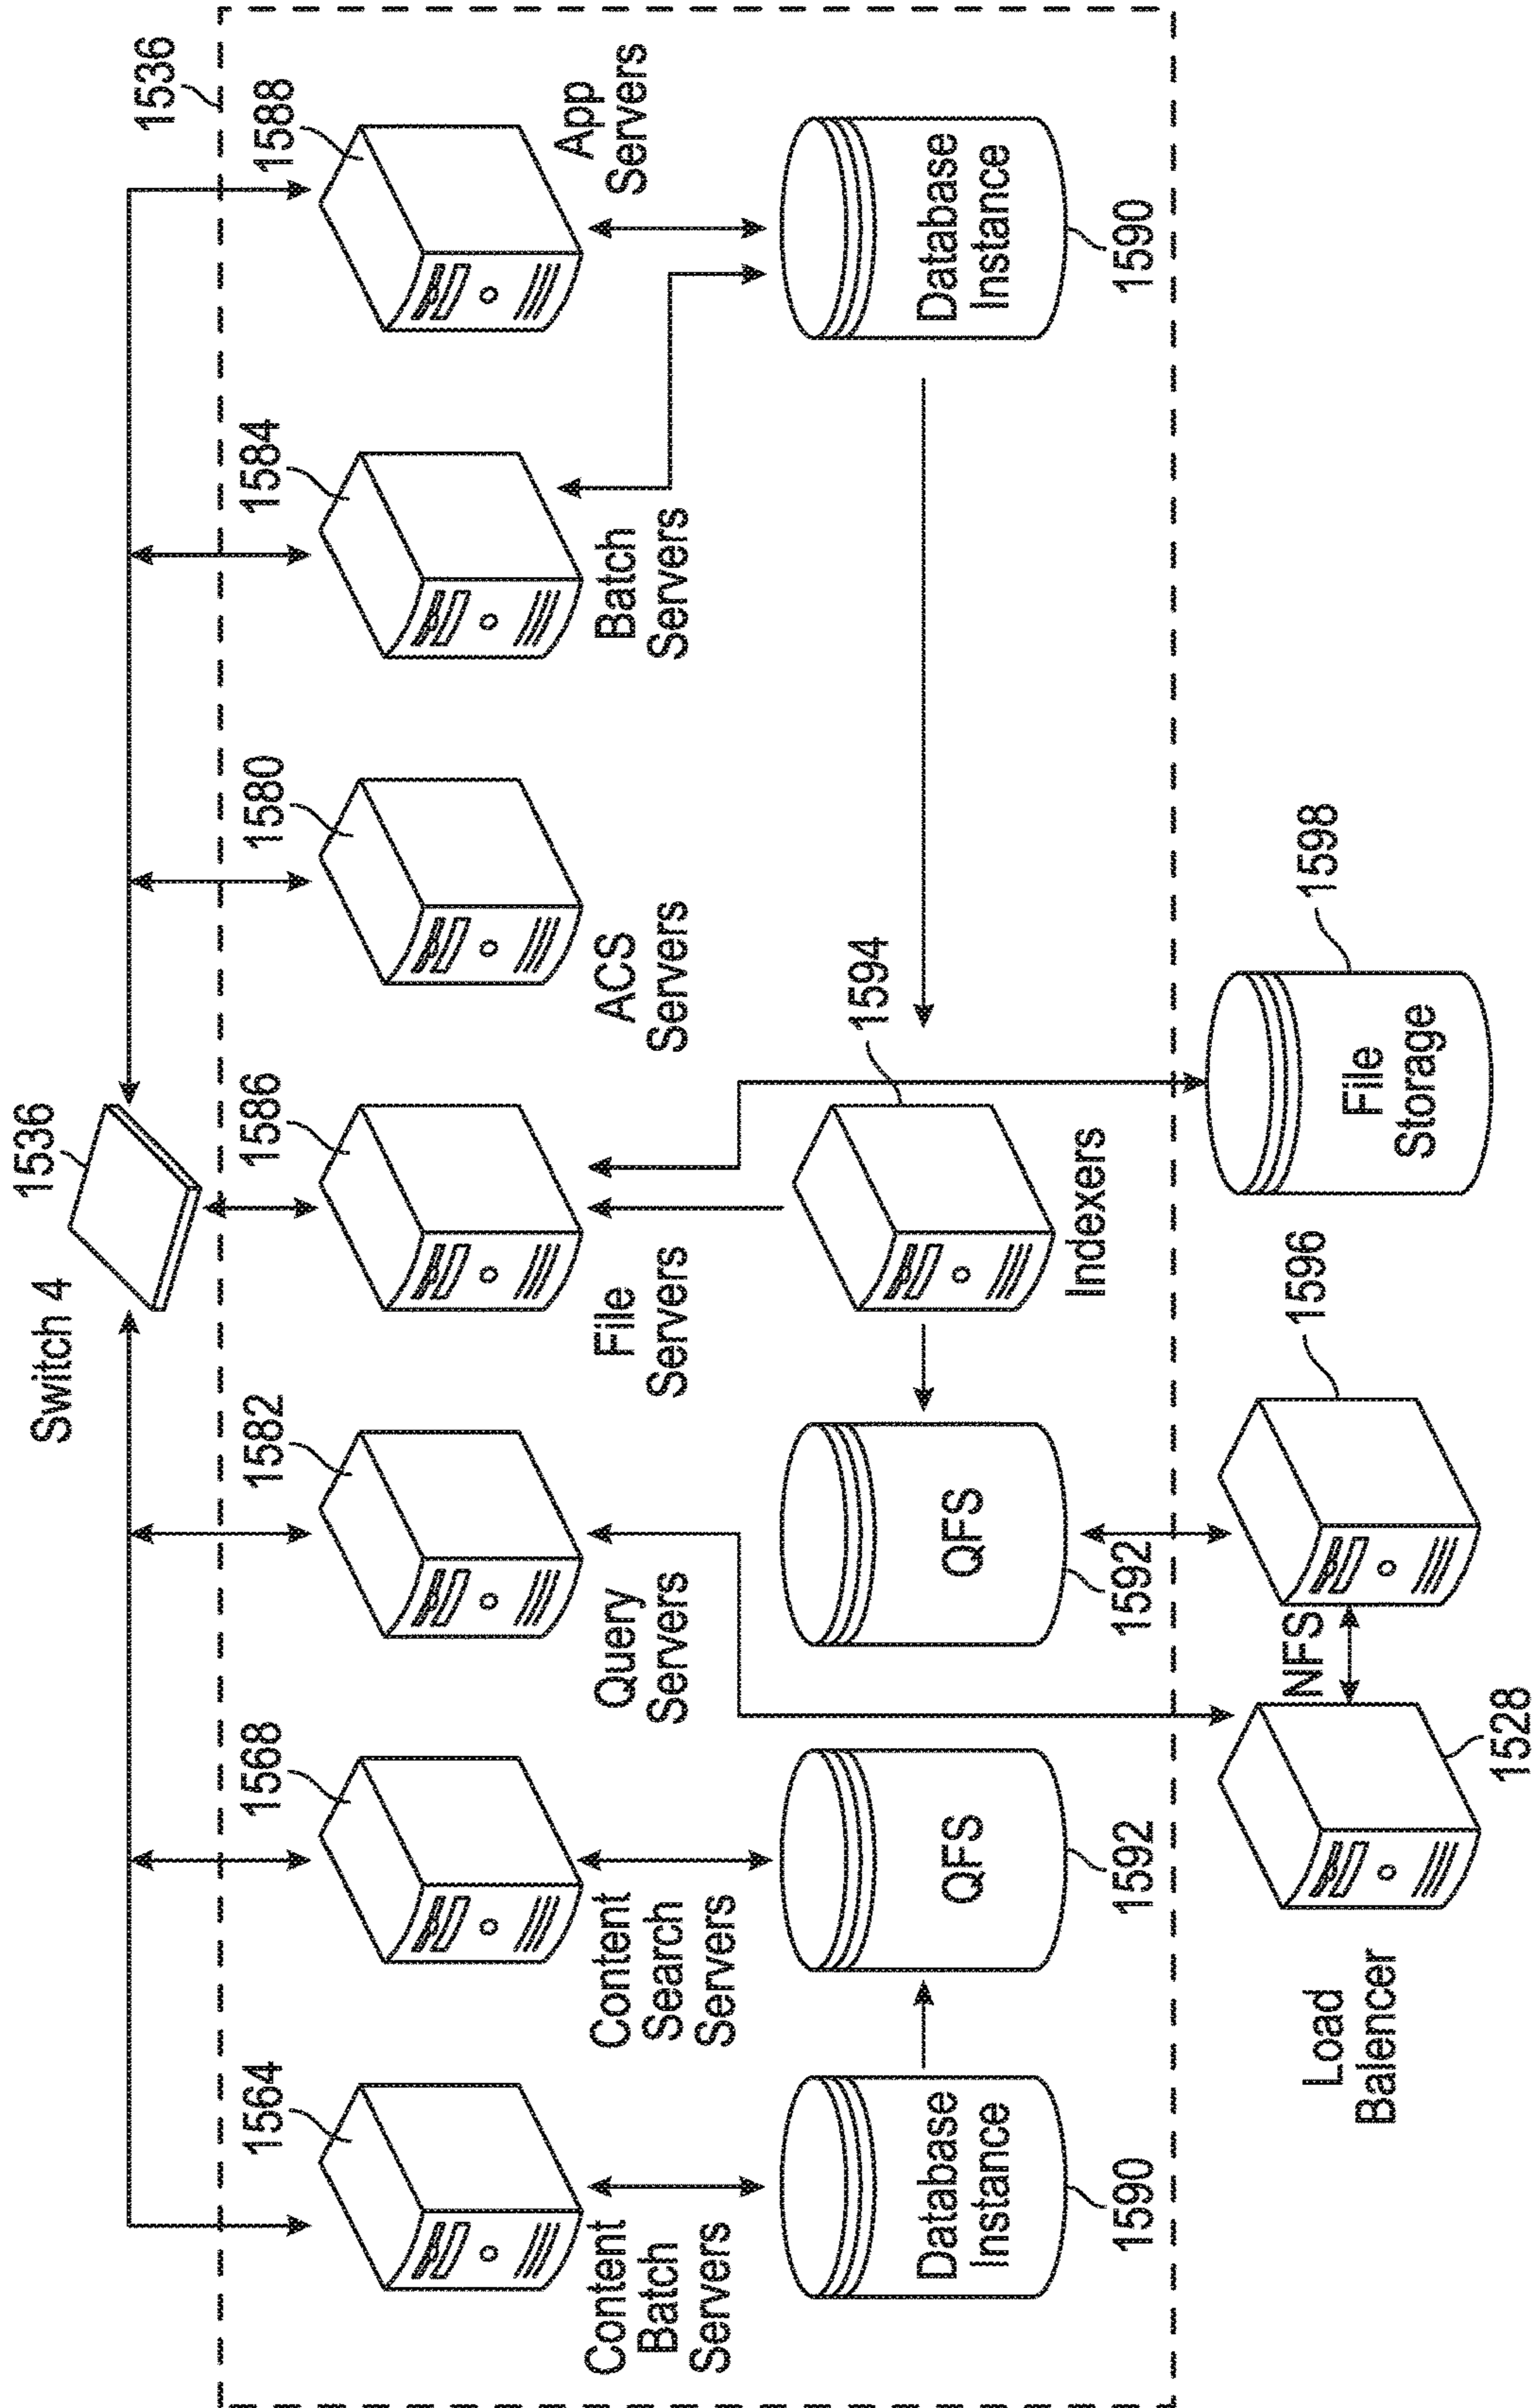 1536
Switch 4
1536
1564
1568
1582
1586
1580
1584
1588
Content
Batch
Servers
Content
Search
Servers
Query
Servers
File
Servers
ACS
Servers
Batch
Servers
App
Servers
1594
Database
Instance
1590
QFS
1592
QFS
1592
Indexers
Database
Instance
1590
NFS
1596
1598
Load
Balencer
1528
File
Storage